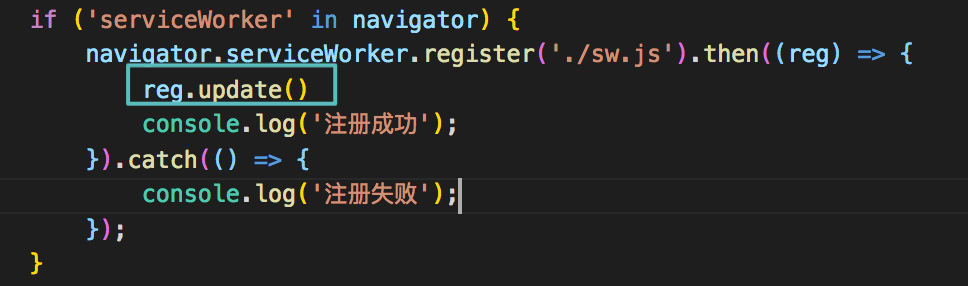 if ('serviceWorker' in navigator) {
navigator.serviceWorker.register('./sw.js').then((reg) => {
reg.update()
console.log('注册成功');
}).catch(() => {
console.log('注册失败');
});
}